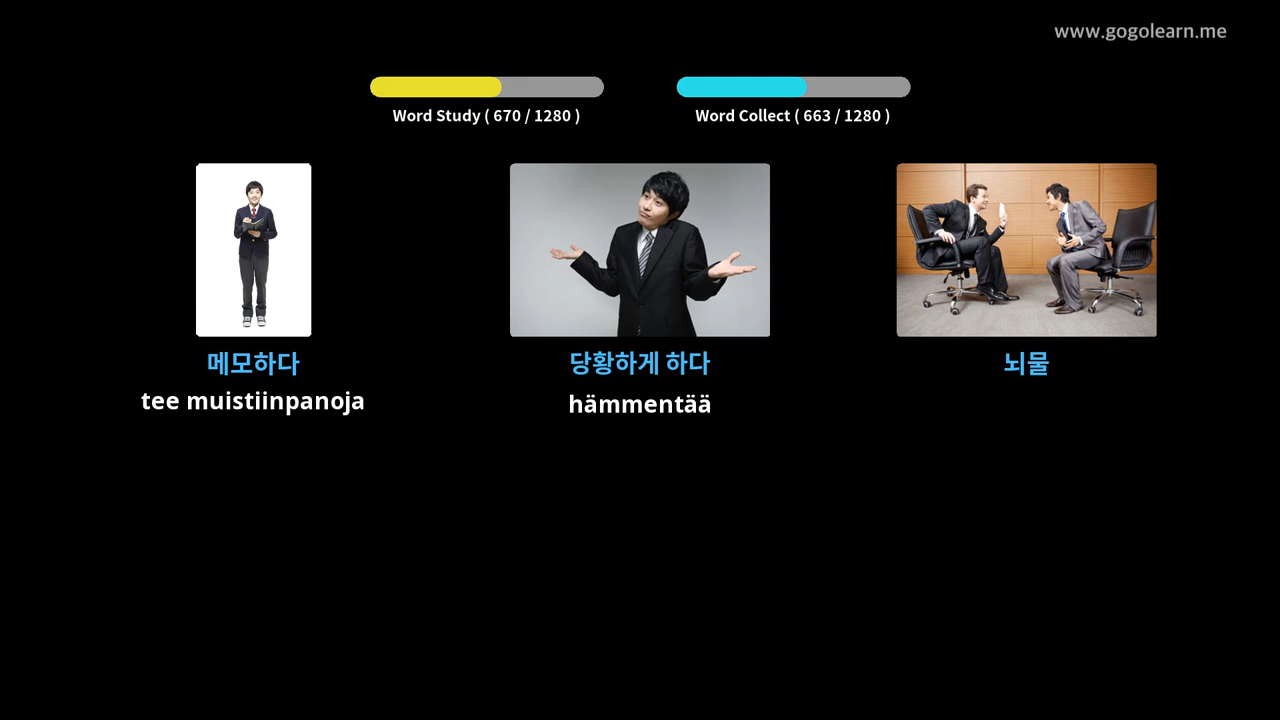 www.gogolearn.me
Word Study ( 670 / 1280 )
Word Collect ( 663 / 1280 )
메모하다
당황하게 하다
뇌물
tee muistiinpanoja
hämmentää